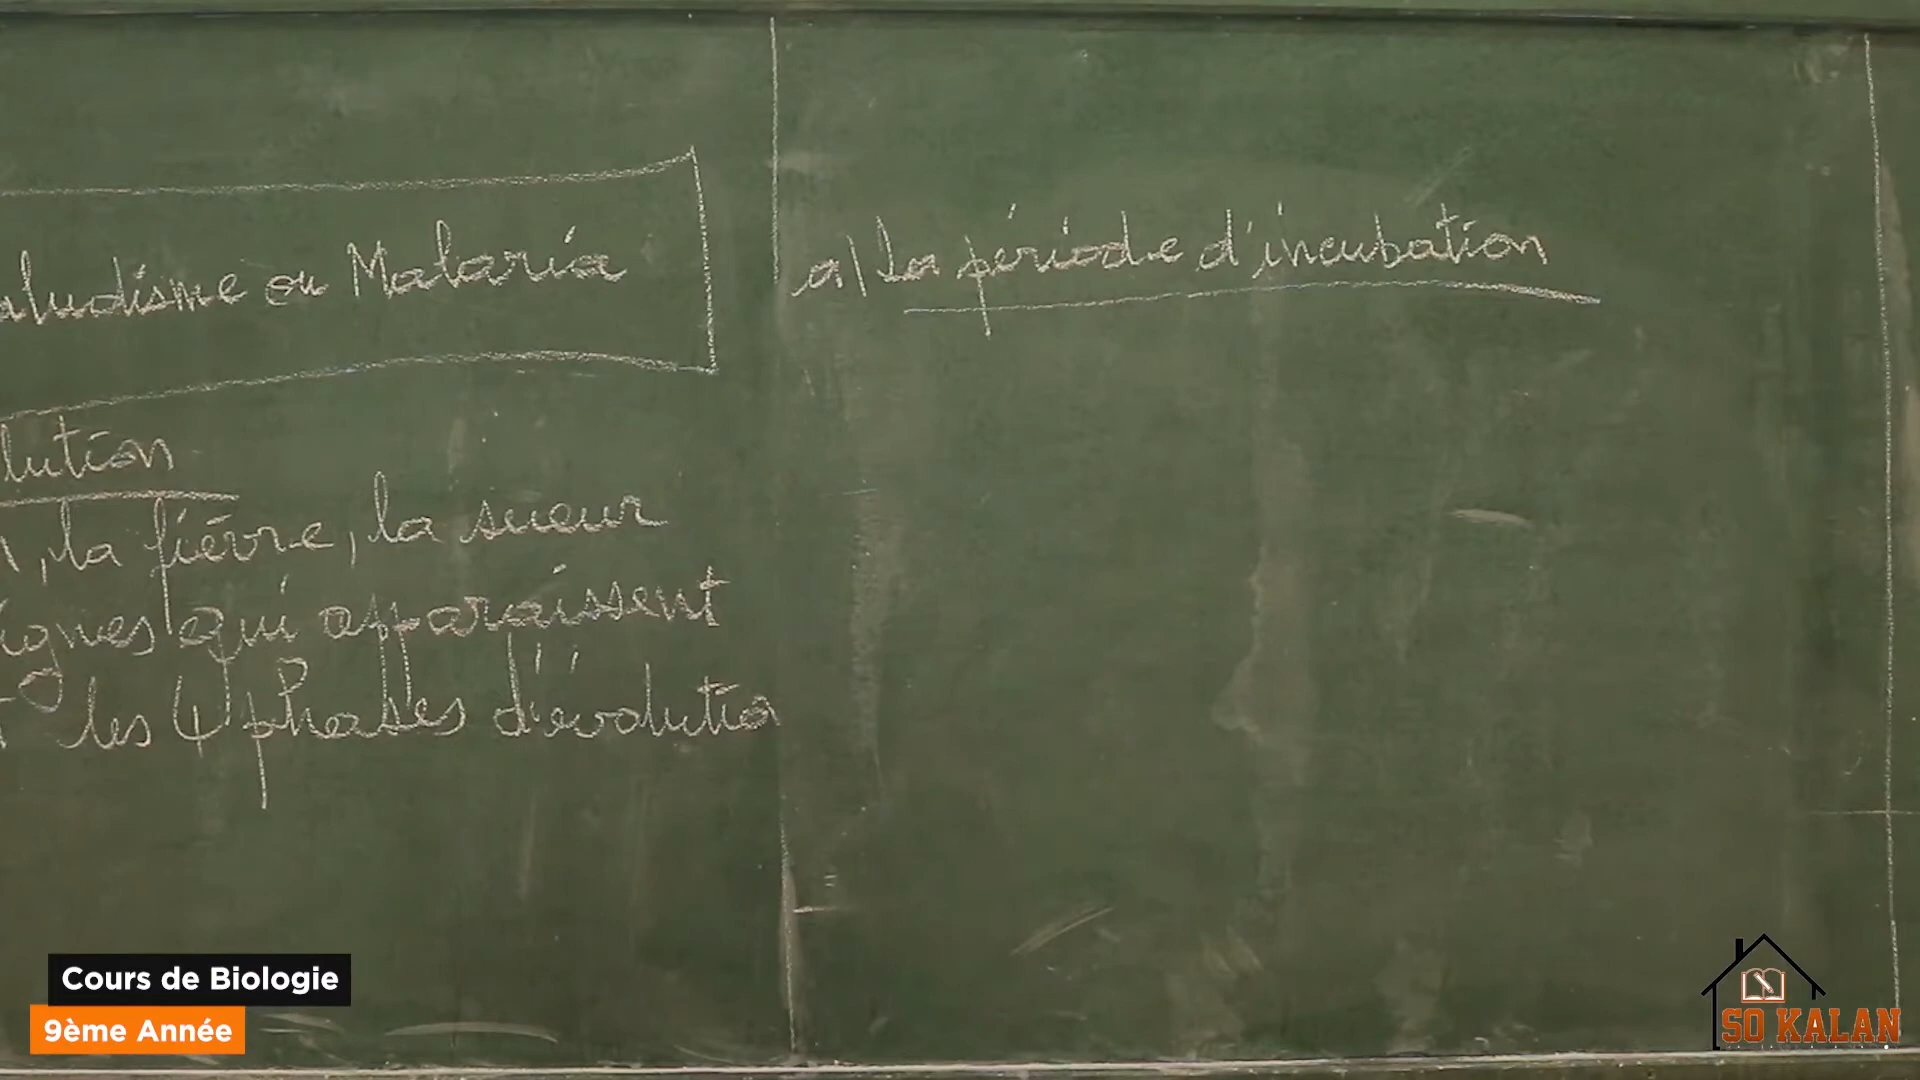 aludisme ou Malaria
lution
, la fièvre, la sueur
ignes qui apparaissent
les 4 phases d'évolution
a) La période d'incubation
Cours de Biologie
9ème Année
SO KALAN